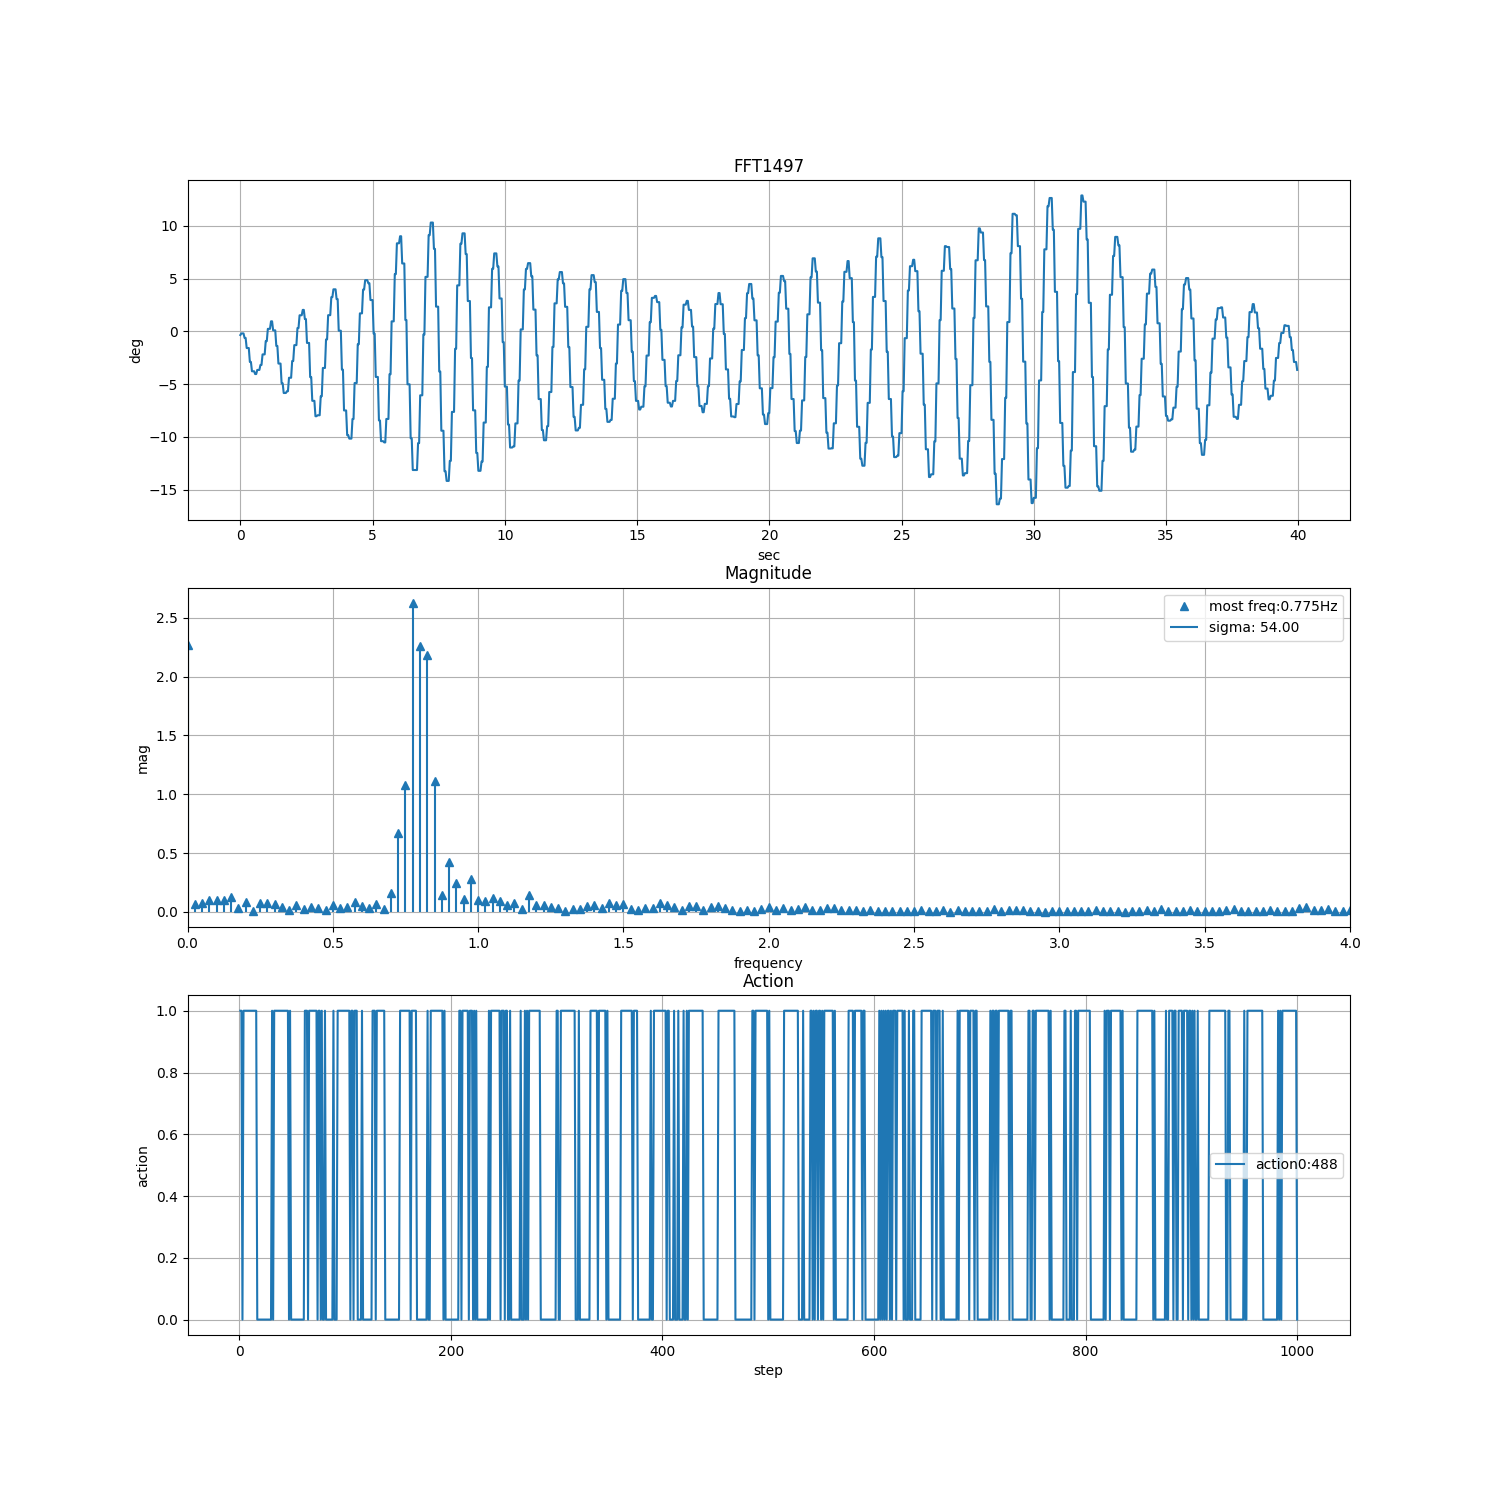 FFT1497
10
5
0
−5
−10
−15
deg
0 5 10 15 20 25 30 35 40
sec
Magnitude
2.5
2.0
1.5
1.0
0.5
0.0
mag
most freq:0.775Hz
sigma: 54.00
0.0 0.5 1.0 1.5 2.0 2.5 3.0 3.5 4.0
frequency
Action
1.0
0.8
0.6
0.4
0.2
0.0
action
action0:488
0 200 400 600 800 1000
step